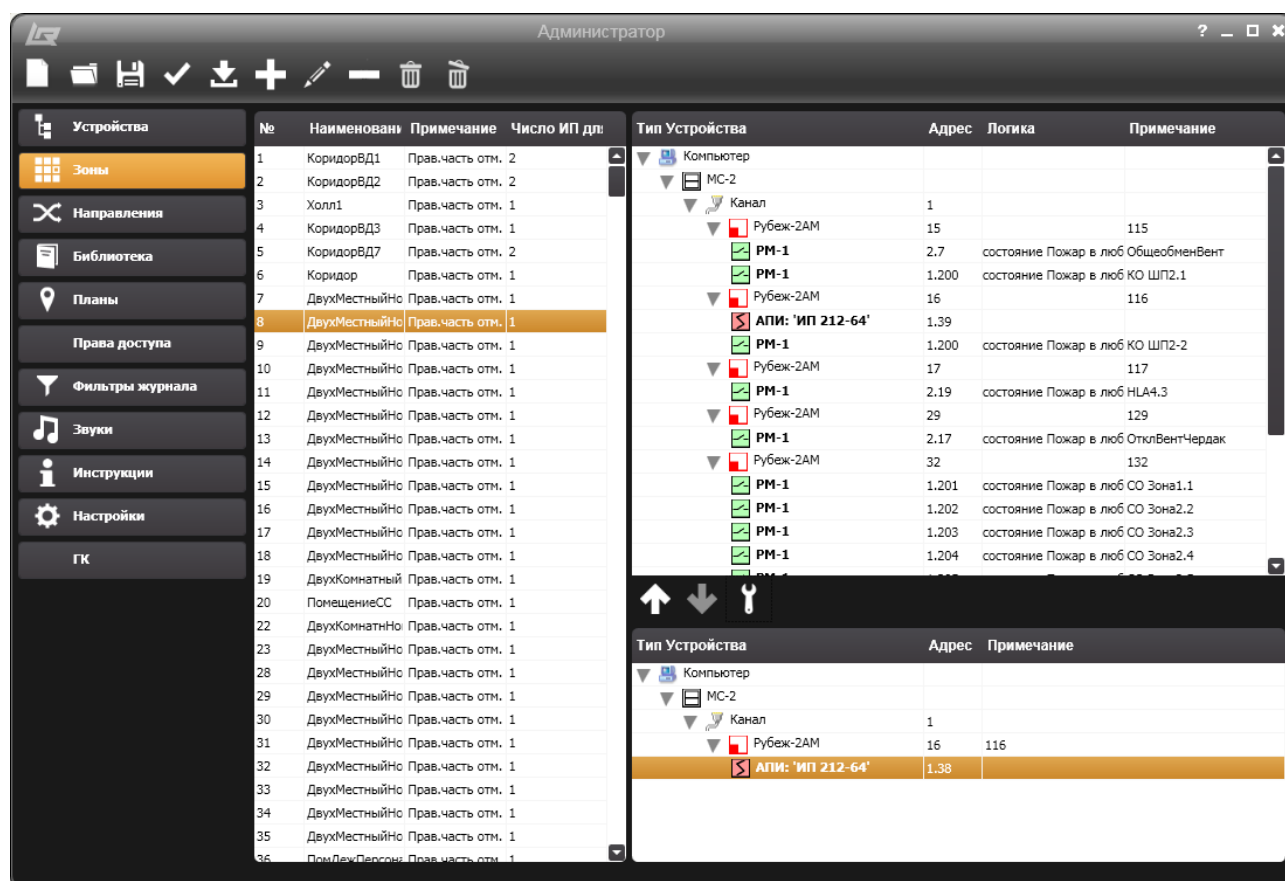 Администратор
?
Устройства
Зоны
Направления
Библиотека
Планы
Права доступа
Фильтры журнала
Звуки
Инструкции
Настройки
ГК
№ Наименовани Примечание Число ИП для
1 КоридорВД1 Прав.часть отм. 2
2 КоридорВД2 Прав.часть отм. 2
3 Холл1 Прав.часть отм. 1
4 КоридорВД3 Прав.часть отм. 1
5 КоридорВД7 Прав.часть отм. 2
6 Коридор Прав.часть отм. 1
7 ДвухМестныйНо Прав.часть отм. 1
8 ДвухМестныйНо Прав.часть отм. 1
9 ДвухМестныйНо Прав.часть отм. 1
10 ДвухМестныйНо Прав.часть отм. 1
11 ДвухМестныйНо Прав.часть отм. 1
12 ДвухМестныйНо Прав.часть отм. 1
13 ДвухМестныйНо Прав.часть отм. 1
14 ДвухМестныйНо Прав.часть отм. 1
15 ДвухМестныйНо Прав.часть отм. 1
16 ДвухМестныйНо Прав.часть отм. 1
17 ДвухМестныйНо Прав.часть отм. 1
18 ДвухМестныйНо Прав.часть отм. 1
19 ДвухКомнатный Прав.часть отм. 1
20 ПомещениеСС Прав.часть отм. 1
22 ДвухКомнатнНо Прав.часть отм. 1
23 ДвухМестныйНо Прав.часть отм. 1
28 ДвухМестныйНо Прав.часть отм. 1
29 ДвухМестныйНо Прав.часть отм. 1
30 ДвухМестныйНо Прав.часть отм. 1
31 ДвухМестныйНо Прав.часть отм. 1
32 ДвухМестныйНо Прав.часть отм. 1
33 ДвухМестныйНо Прав.часть отм. 1
34 ДвухМестныйНо Прав.часть отм. 1
35 ДвухМестныйНо Прав.часть отм. 1
36 ПомДежПерсона Прав.часть отм. 1
Тип Устройства Адрес Логика Примечание
Компьютер
МС-2
Канал 1
Рубеж-2АМ 15 115
РМ-1 2.7 состояние Пожар в люб ОбщеобменВент
РМ-1 1.200 состояние Пожар в люб КО ШП2.1
Рубеж-2АМ 16 116
АПИ: 'ИП 212-64' 1.39
РМ-1 1.200 состояние Пожар в люб КО ШП2-2
Рубеж-2АМ 17 117
РМ-1 2.19 состояние Пожар в люб HLA4.3
Рубеж-2АМ 29 129
РМ-1 2.17 состояние Пожар в люб ОтклВентЧердак
Рубеж-2АМ 32 132
РМ-1 1.201 состояние Пожар в люб СО Зона1.1
РМ-1 1.202 состояние Пожар в люб СО Зона2.2
РМ-1 1.203 состояние Пожар в люб СО Зона2.3
РМ-1 1.204 состояние Пожар в люб СО Зона2.4
Тип Устройства Адрес Примечание
Компьютер
МС-2
Канал 1
Рубеж-2АМ 16 116
АПИ: 'ИП 212-64' 1.38